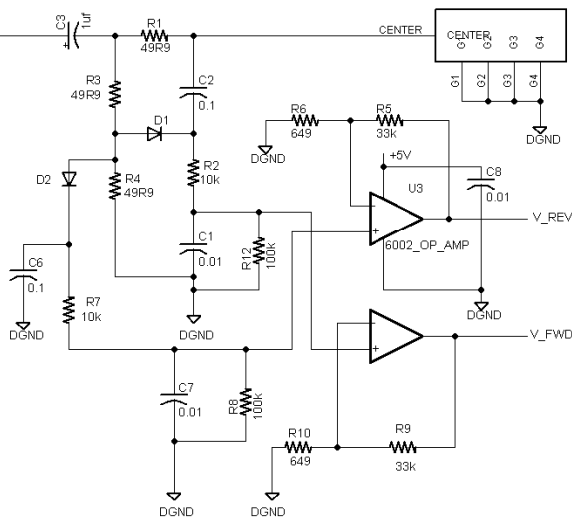 C3
1uf
R1
49R9
CENTER
CENTER
G1
G2
G3
G4
G1
G2
G3
G4
R3
49R9
C2
0.1
D1
R6
649
R5
33k
DGND
DGND
+5V
C8
0.01
U3
D2
R4
49R9
R2
10k
V_REV
6002_OP_AMP
C1
0.01
R12
100k
C6
0.1
DGND
R7
10k
DGND
DGND
V_FWD
C7
0.01
R8
100k
R10
649
R9
33k
DGND
DGND